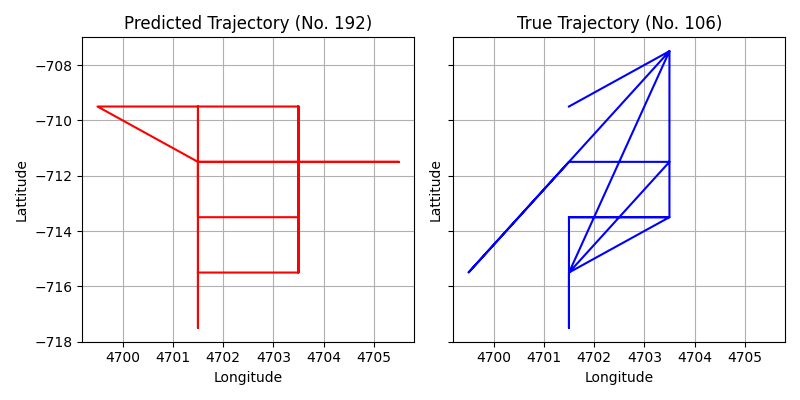 Predicted Trajectory (No. 192)
True Trajectory (No. 106)
−708
−710
−712
−714
−716
−718
Lattitude
Lattitude
4700 4701 4702 4703 4704 4705
4700 4701 4702 4703 4704 4705
Longitude
Longitude